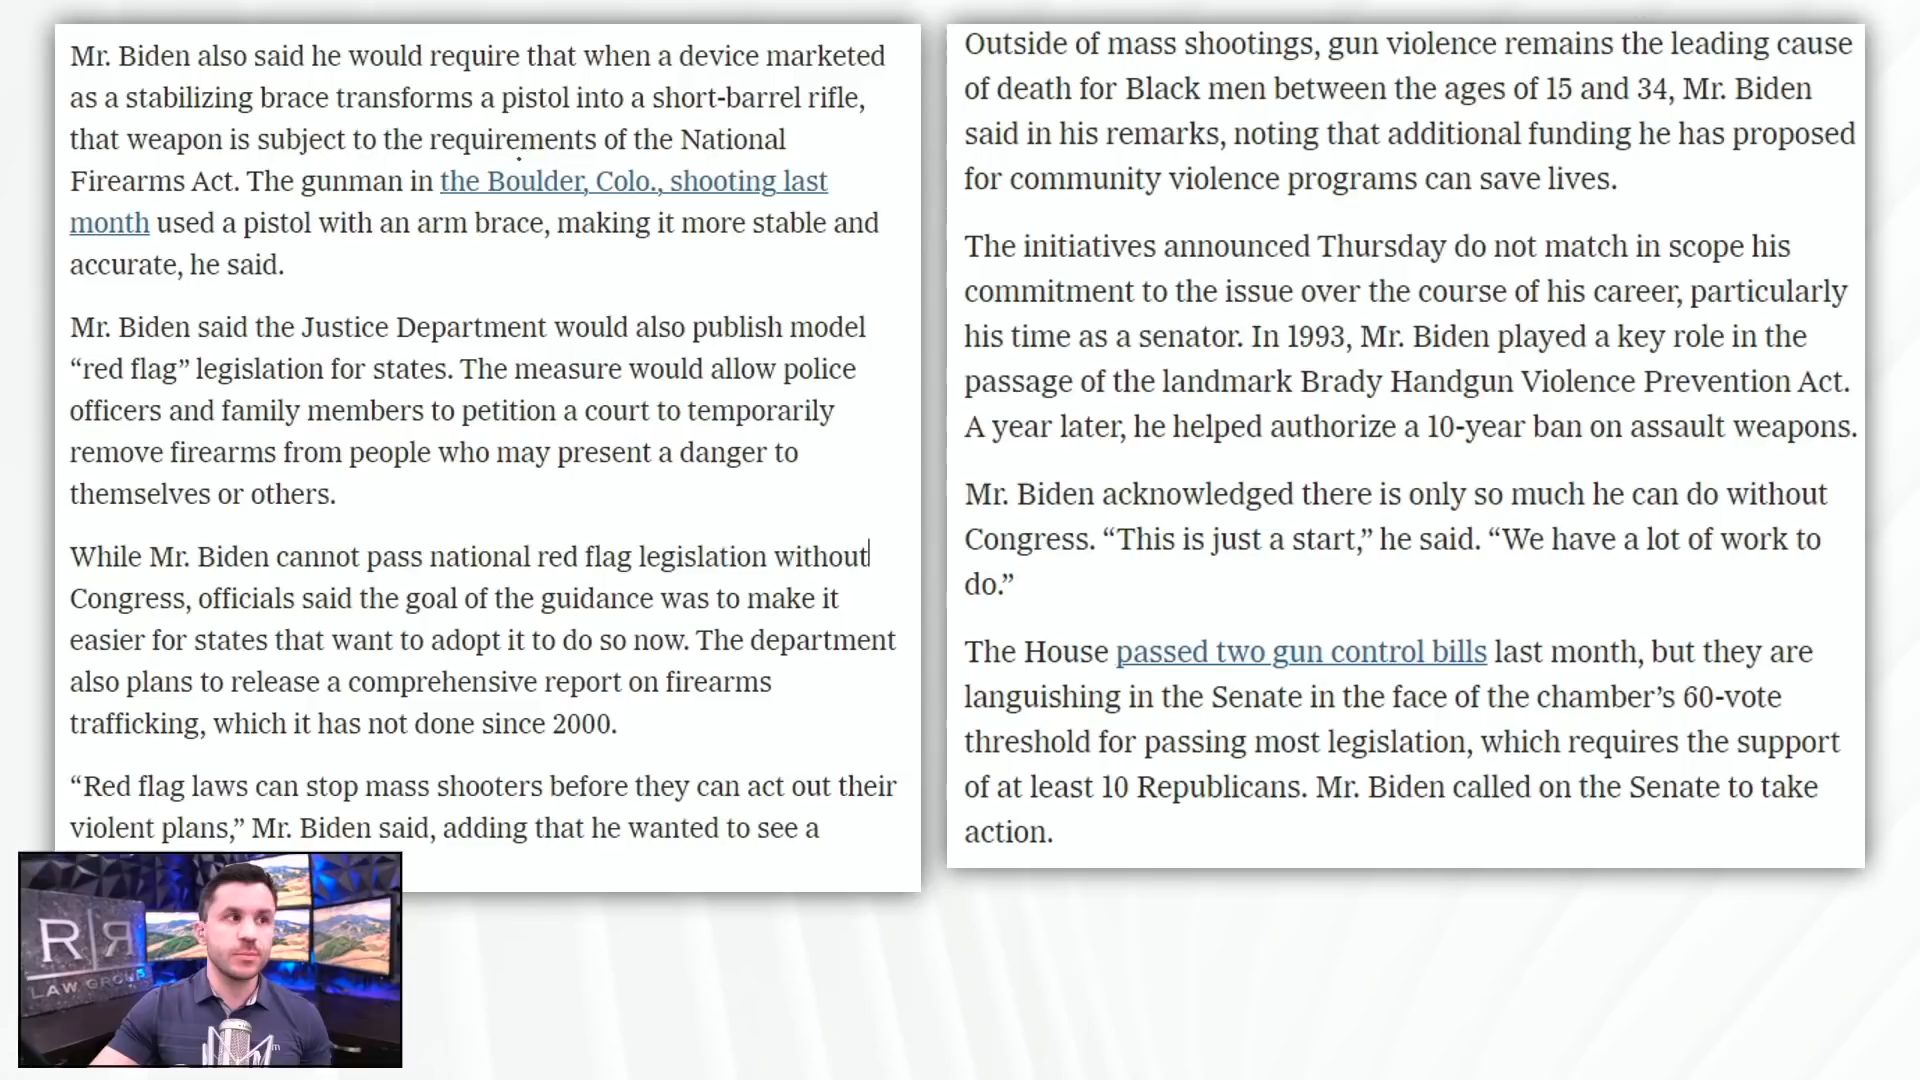 Mr. Biden also said he would require that when a device marketed
as a stabilizing brace transforms a pistol into a short-barrel rifle,
that weapon is subject to the requirements of the National
Firearms Act. The gunman in the Boulder, Colo., shooting last
month used a pistol with an arm brace, making it more stable and
accurate, he said.
Mr. Biden said the Justice Department would also publish model
“red flag” legislation for states. The measure would allow police
officers and family members to petition a court to temporarily
remove firearms from people who may present a danger to
themselves or others.
While Mr. Biden cannot pass national red flag legislation without
Congress, officials said the goal of the guidance was to make it
easier for states that want to adopt it to do so now. The department
also plans to release a comprehensive report on firearms
trafficking, which it has not done since 2000.
“Red flag laws can stop mass shooters before they can act out their
violent plans,” Mr. Biden said, adding that he wanted to see a
Outside of mass shootings, gun violence remains the leading cause
of death for Black men between the ages of 15 and 34, Mr. Biden
said in his remarks, noting that additional funding he has proposed
for community violence programs can save lives.
The initiatives announced Thursday do not match in scope his
commitment to the issue over the course of his career, particularly
his time as a senator. In 1993, Mr. Biden played a key role in the
passage of the landmark Brady Handgun Violence Prevention Act.
A year later, he helped authorize a 10-year ban on assault weapons.
Mr. Biden acknowledged there is only so much he can do without
Congress. “This is just a start,” he said. “We have a lot of work to
do.”
The House passed two gun control bills last month, but they are
languishing in the Senate in the face of the chamber’s 60-vote
threshold for passing most legislation, which requires the support
of at least 10 Republicans. Mr. Biden called on the Senate to take
action.
R|R
LAW GROUP